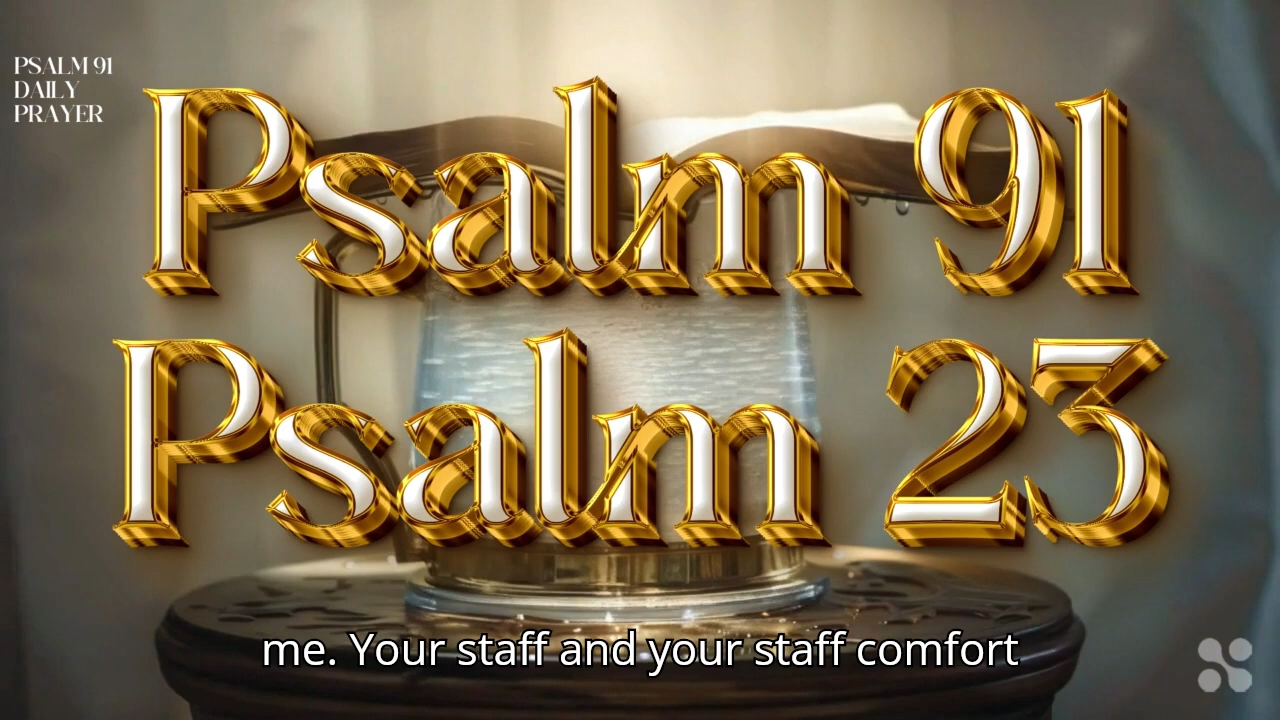 PSALM 91
DAILY
PRAYER
Psalm 91
Psalm 23
me. Your staff and your staff comfort